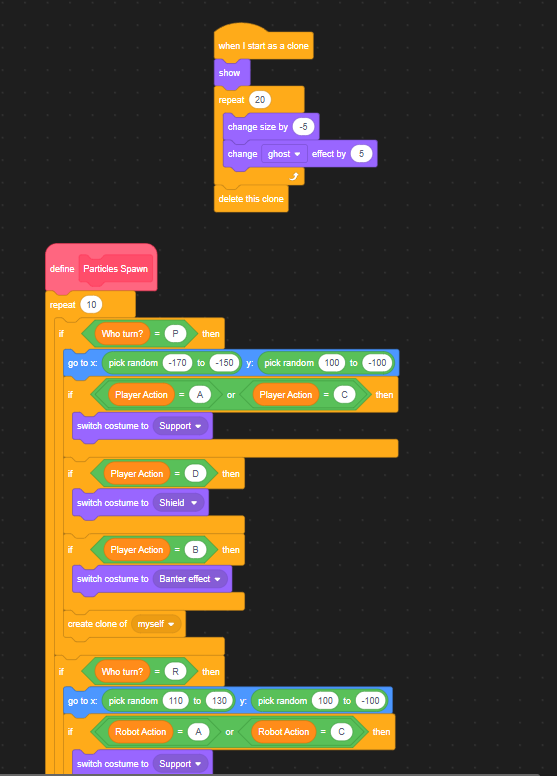 when I start as a clone
show
repeat 20
change size by -5
change ghost effect by 5
delete this clone
define Particles Spawn
repeat 10
if Who turn? = P then
go to x: pick random -170 to -150 y: pick random 100 to -100
if Player Action = A or Player Action = C then
switch costume to Support
if Player Action = D then
switch costume to Shield
if Player Action = B then
switch costume to Banter effect
create clone of myself
if Who turn? = R then
go to x: pick random 110 to 130 y: pick random 100 to -100
if Robot Action = A or Robot Action = C then
switch costume to Support